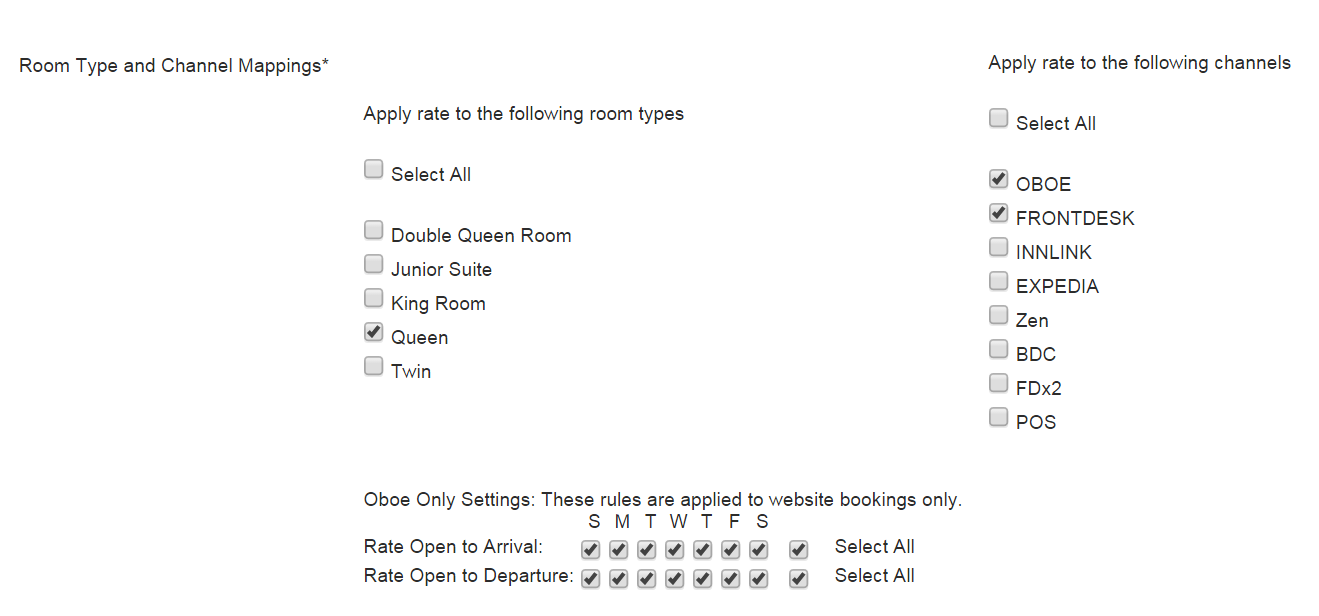 Room Type and Channel Mappings*
Apply rate to the following room types
Select All
Double Queen Room
Junior Suite
King Room
Queen
Twin
Apply rate to the following channels
Select All
OBOE
FRONTDESK
INNLINK
EXPEDIA
Zen
BDC
FDx2
POS
Oboe Only Settings: These rules are applied to website bookings only.
S M T W T F S
Rate Open to Arrival: Select All
Rate Open to Departure: Select All